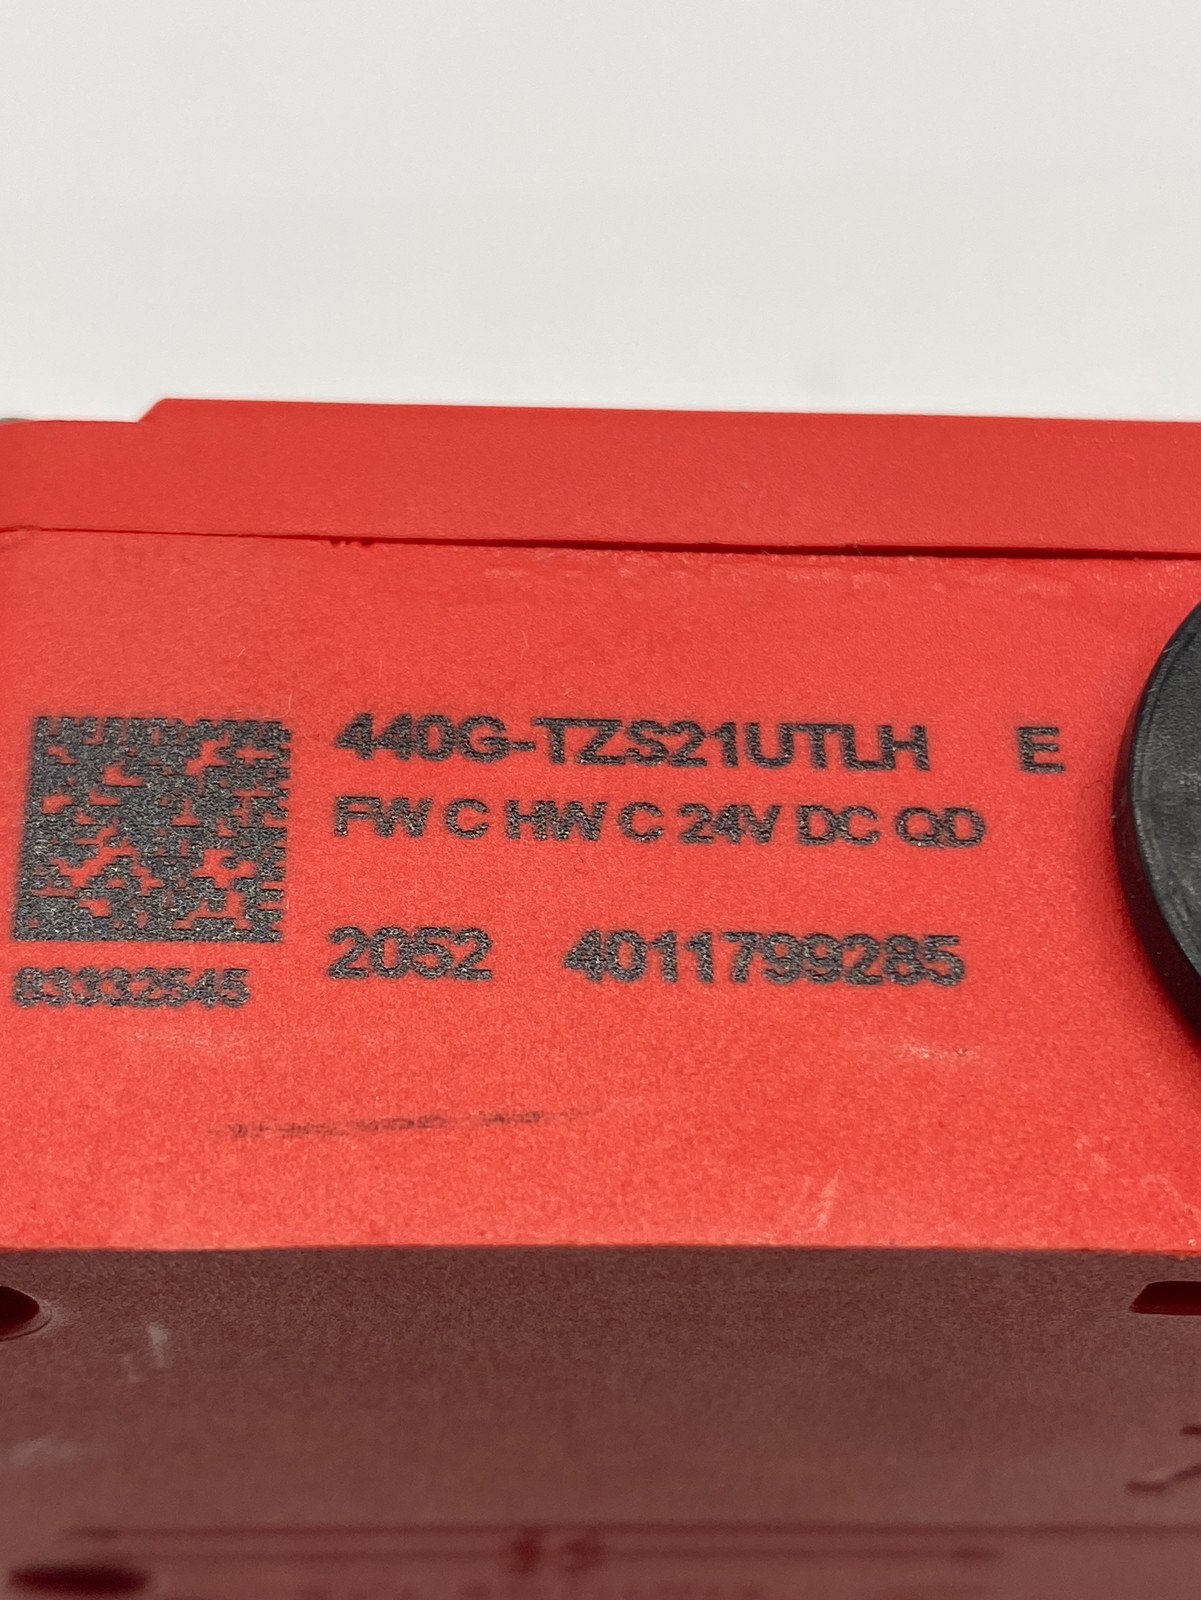 440G-TZS21UTLH E
FW C HW C 24V DC QD
2052 4011799285
83332545